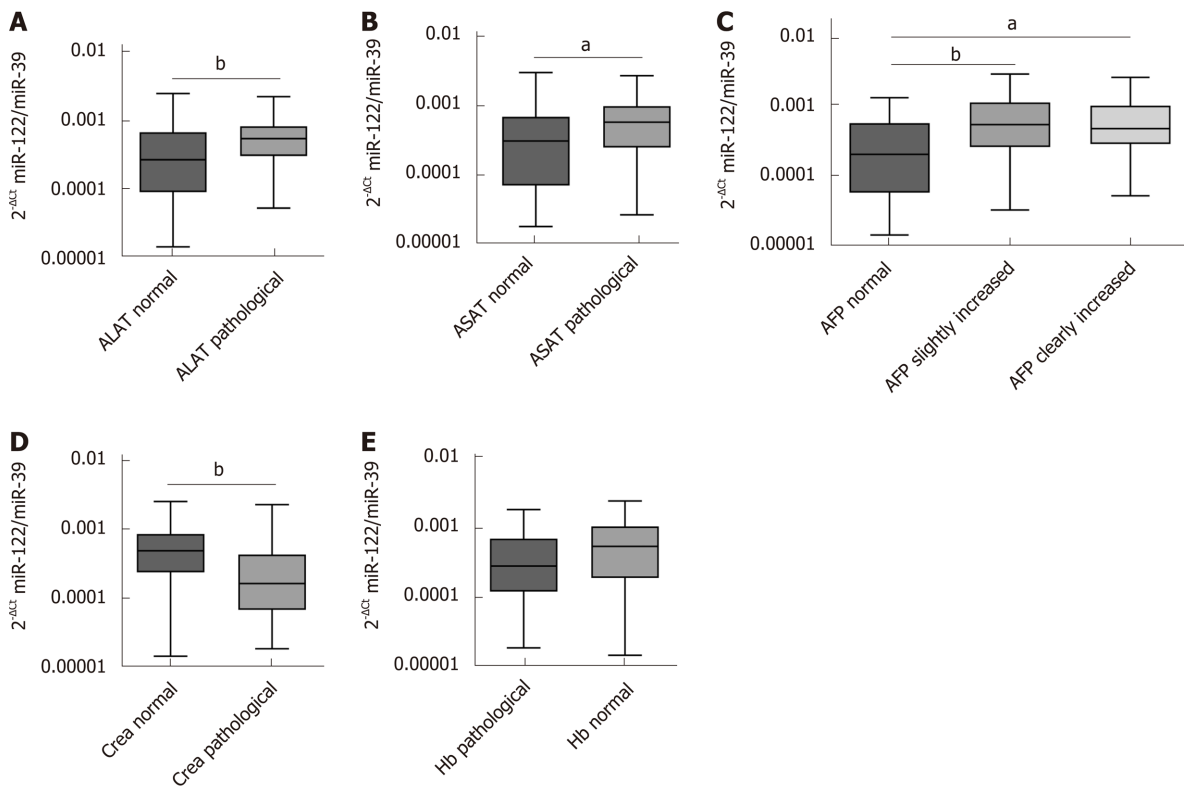 A
2^-ΔCt miR-122/miR-39
0.01
0.001
0.0001
0.00001
b
ALAT normal
ALAT pathological
B
2^-ΔCt miR-122/miR-39
0.01
0.001
0.0001
0.00001
a
ASAT normal
ASAT pathological
C
2^-ΔCt miR-122/miR-39
0.01
0.001
0.0001
0.00001
a
b
AFP normal
AFP slightly increased
AFP clearly increased
D
2^-ΔCt miR-122/miR-39
0.01
0.001
0.0001
0.00001
b
Crea normal
Crea pathological
E
2^-ΔCt miR-122/miR-39
0.01
0.001
0.0001
0.00001
Hb pathological
Hb normal